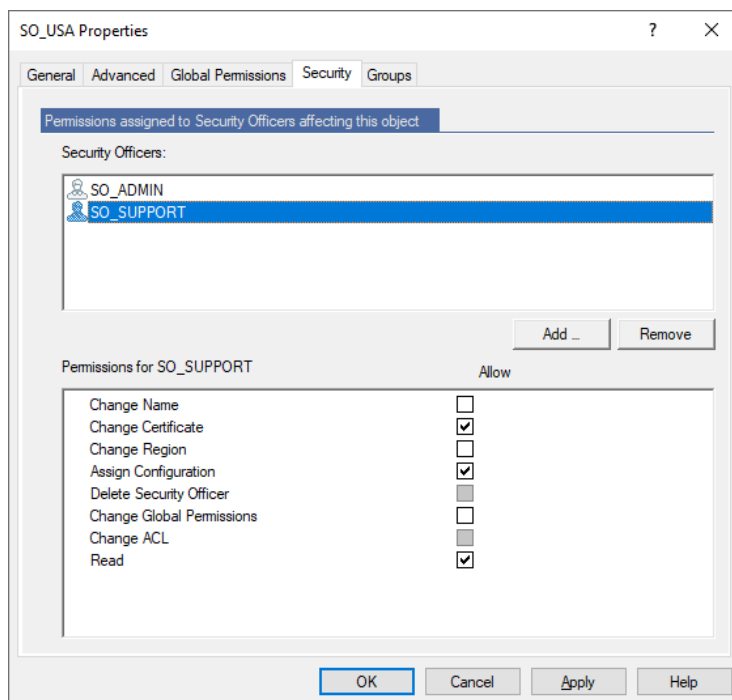 SO_USA Properties ? X
General Advanced Global Permissions Security Groups
Permissions assigned to Security Officers affecting this object
Security Officers:
SO_ADMIN
SO_SUPPORT
Add ... Remove
Permissions for SO_SUPPORT Allow
Change Name
Change Certificate
Change Region
Assign Configuration
Delete Security Officer
Change Global Permissions
Change ACL
Read
OK Cancel Apply Help